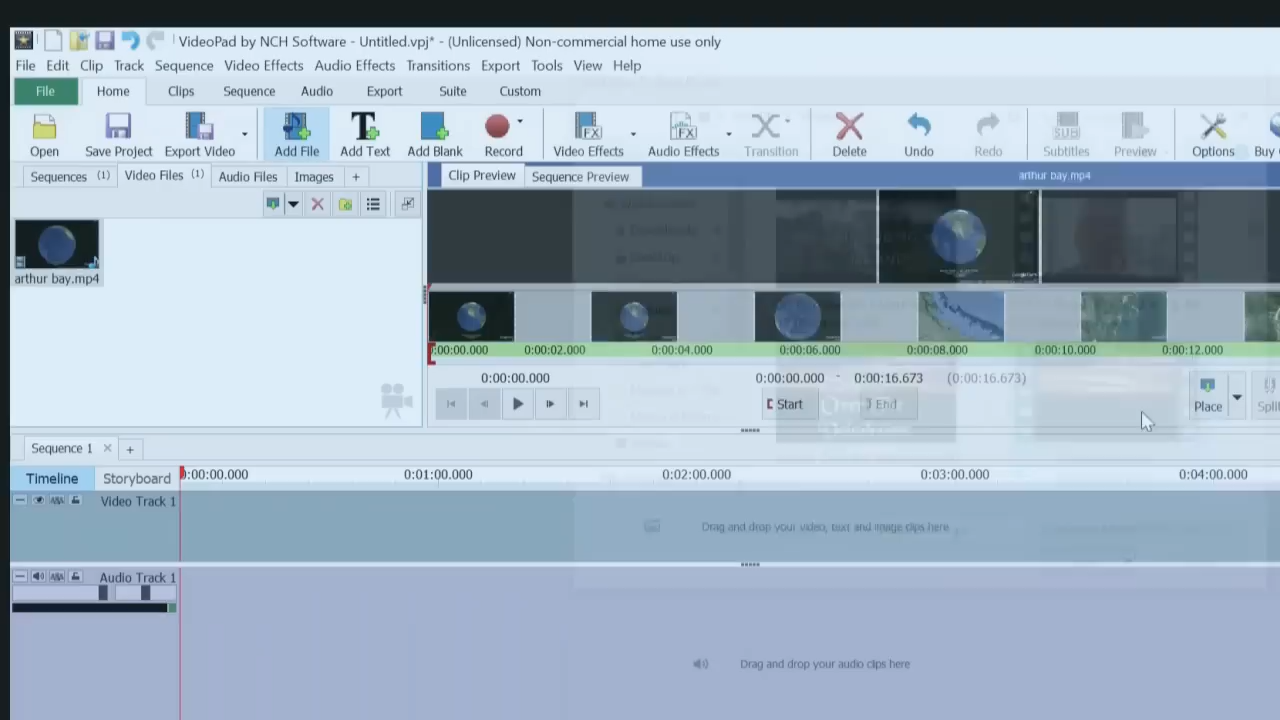 VideoPad by NCH Software - Untitled.vpj* - (Unlicensed) Non-commercial home use only
File Edit Clip Track Sequence Video Effects Audio Effects Transitions Export Tools View Help
File Home Clips Sequence Audio Export Suite Custom
Open Save Project Export Video Add File Add Text Add Blank Record Video Effects Audio Effects Transition Delete Undo Redo Subtitles Preview Options Buy
Sequences (1) Video Files (1) Audio Files Images +
Clip Preview Sequence Preview arthur bay.mp4
arthur bay.mp4
0:00:00.000 0:00:02.000 0:00:04.000 0:00:06.000 0:00:08.000 0:00:10.000 0:00:12.000
0:00:00.000 0:00:00.000 - 0:00:16.673 (0:00:16.673)
Start End Place Split
Sequence 1 × +
Timeline Storyboard 0:00:00.000 0:01:00.000 0:02:00.000 0:03:00.000 0:04:00.000
Video Track 1
Drag and drop your video, text and image clips here
Audio Track 1
Drag and drop your audio clips here